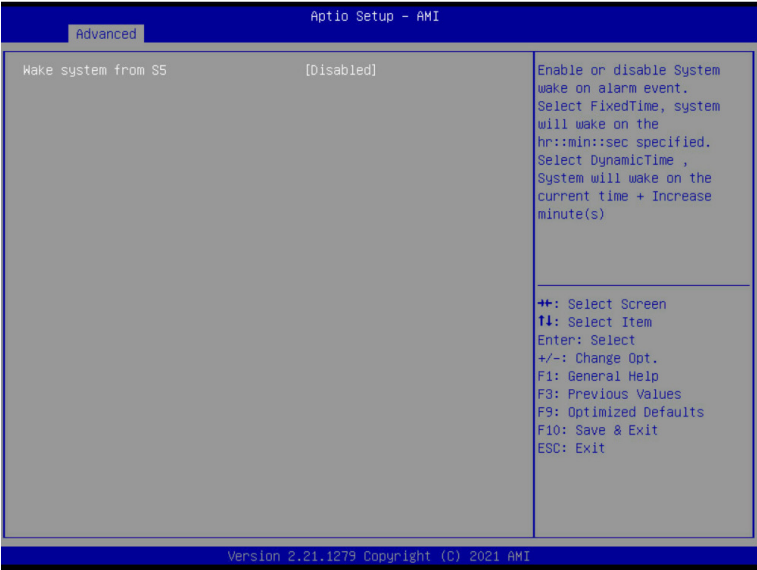 Aptio Setup – AMI
Advanced
Wake system from S5 [Disabled]
Enable or disable System
wake on alarm event.
Select FixedTime, system
will wake on the
hr::min::sec specified.
Select DynamicTime ,
System will wake on the
current time + Increase
minute(s)
→←: Select Screen
↑↓: Select Item
Enter: Select
+/-: Change Opt.
F1: General Help
F3: Previous Values
F9: Optimized Defaults
F10: Save & Exit
ESC: Exit
Version 2.21.1279 Copyright (C) 2021 AMI